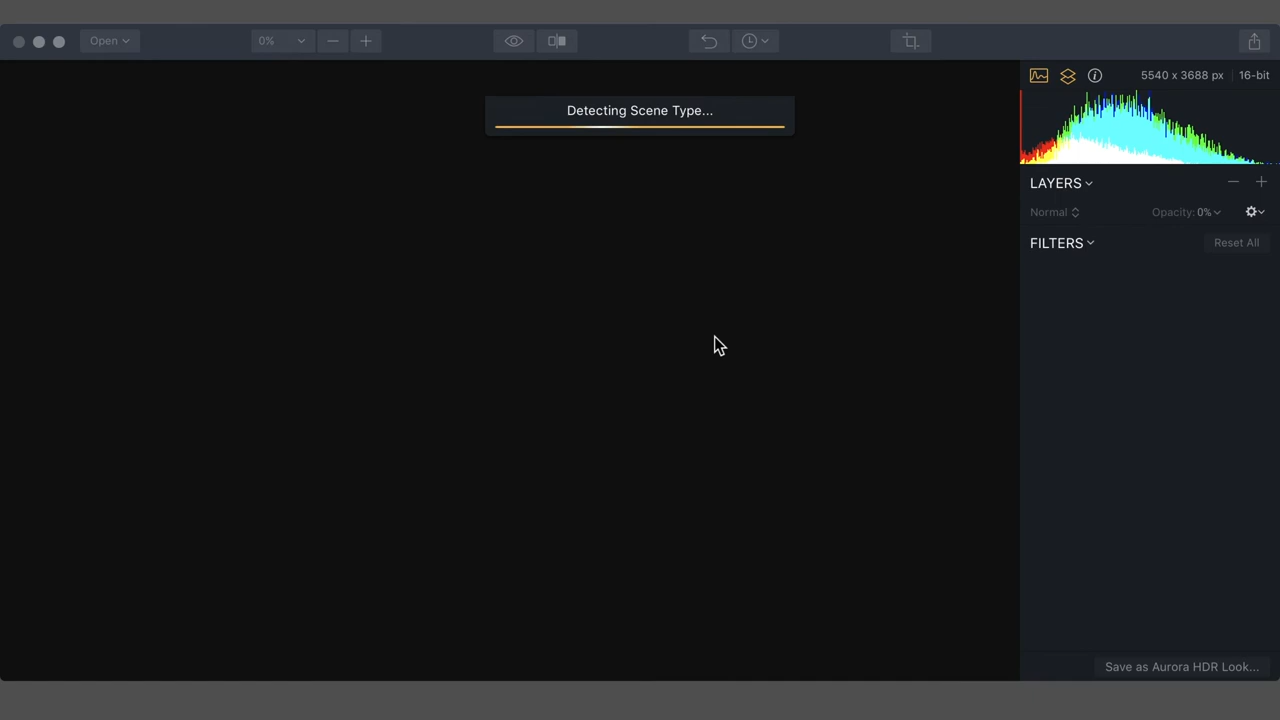 Open
0%
5540 x 3688 px
16-bit
Detecting Scene Type...
LAYERS
Normal
Opacity: 0%
FILTERS
Reset All
Save as Aurora HDR Look...